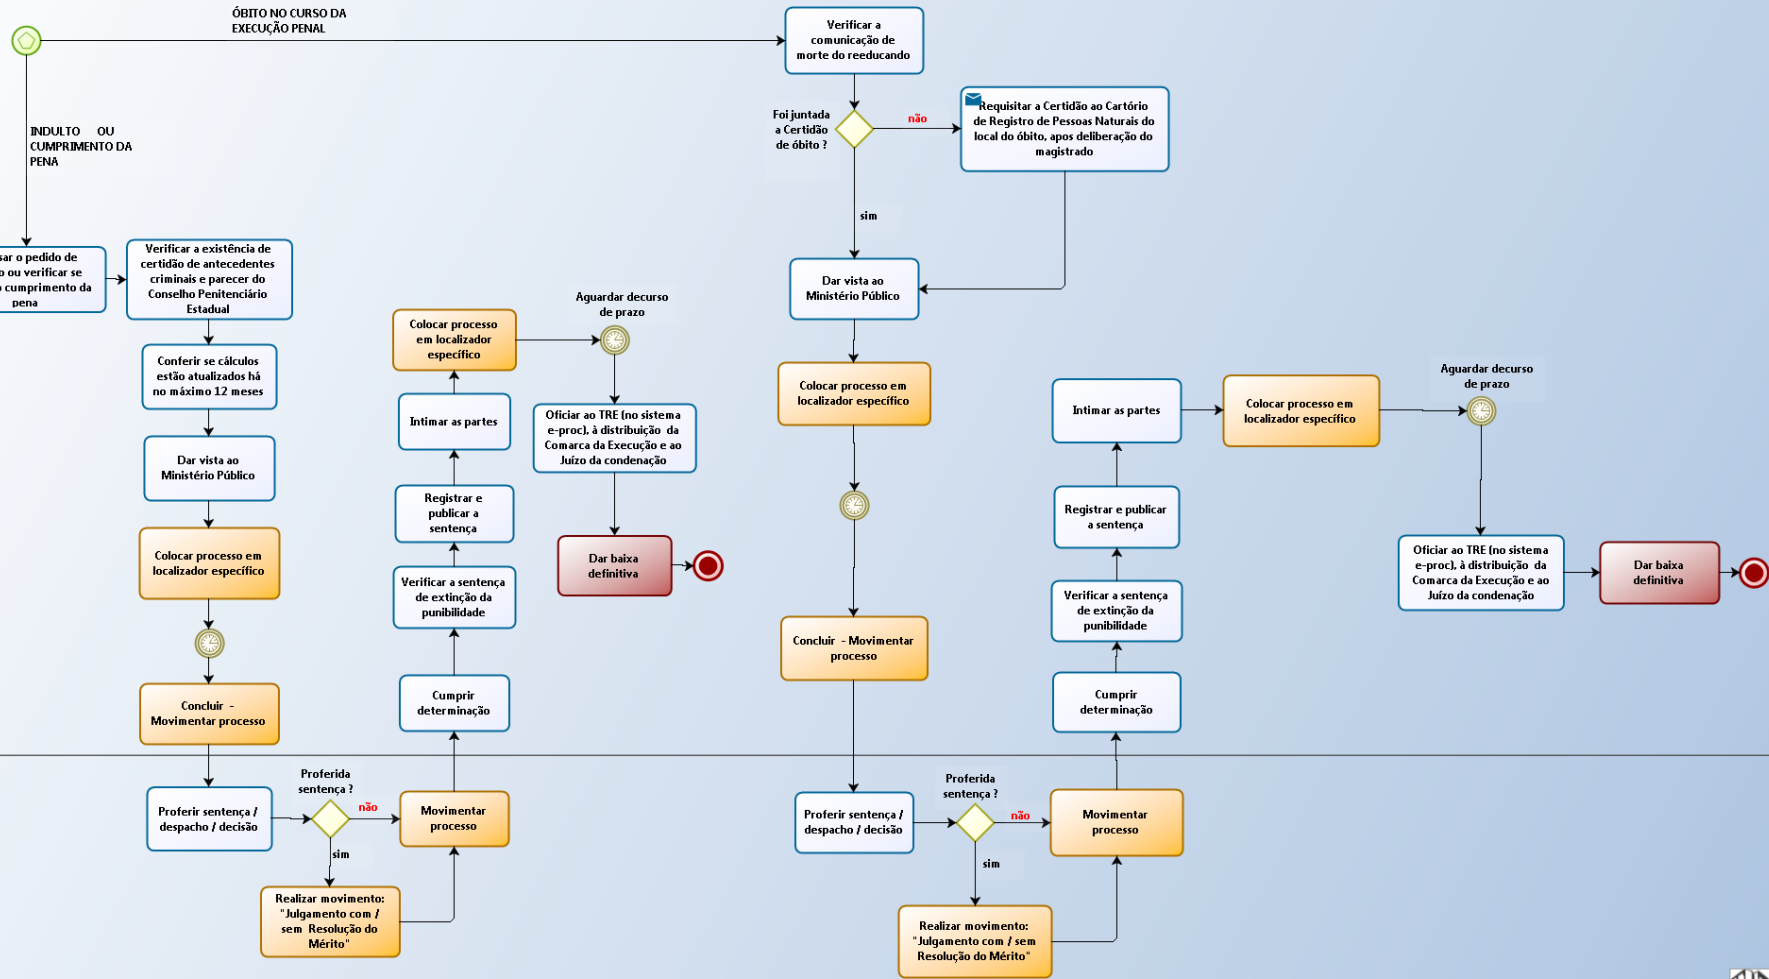 ÓBITO NO CURSO DA
EXECUÇÃO PENAL
INDULTO OU
CUMPRIMENTO DA
PENA
Verificar a
comunicação de
morte do reeducando
Foi juntada
a Certidão
de óbito ?
não
Requisitar a Certidão ao Cartório
de Registro de Pessoas Naturais do
local do óbito, apos deliberação do
magistrado
sim
Dar vista ao
Ministério Público
o pedido de
ou verificar se
cumprimento da
pena
Verificar a existência de
certidão de antecedentes
criminais e parecer do
Conselho Penitenciário
Estadual
Conferir se cálculos
estão atualizados há
no máximo 12 meses
Dar vista ao
Ministério Público
Colocar processo em
localizador específico
Concluir -
Movimentar processo
Proferir sentença /
despacho / decisão
Proferida
sentença ?
não
sim
Realizar movimento:
"Julgamento com /
sem Resolução do
Mérito"
Movimentar
processo
Cumprir
determinação
Verificar a sentença
de extinção da
punibilidade
Registrar e
publicar a
sentença
Intimar as partes
Colocar processo
em localizador
específico
Aguardar decurso
de prazo
Oficiar ao TRE (no sistema
e-proc), à distribuição da
Comarca da Execução e ao
Juízo da condenação
Dar baixa
definitiva
Colocar processo em
localizador específico
Concluir - Movimentar
processo
Proferir sentença /
despacho / decisão
Proferida
sentença ?
não
sim
Realizar movimento:
"Julgamento com / sem
Resolução do Mérito"
Movimentar
processo
Cumprir
determinação
Verificar a sentença
de extinção da
punibilidade
Registrar e publicar
a sentença
Intimar as partes
Colocar processo em
localizador específico
Aguardar decurso
de prazo
Oficiar ao TRE (no sistema
e-proc), à distribuição da
Comarca da Execução e ao
Juízo da condenação
Dar baixa
definitiva